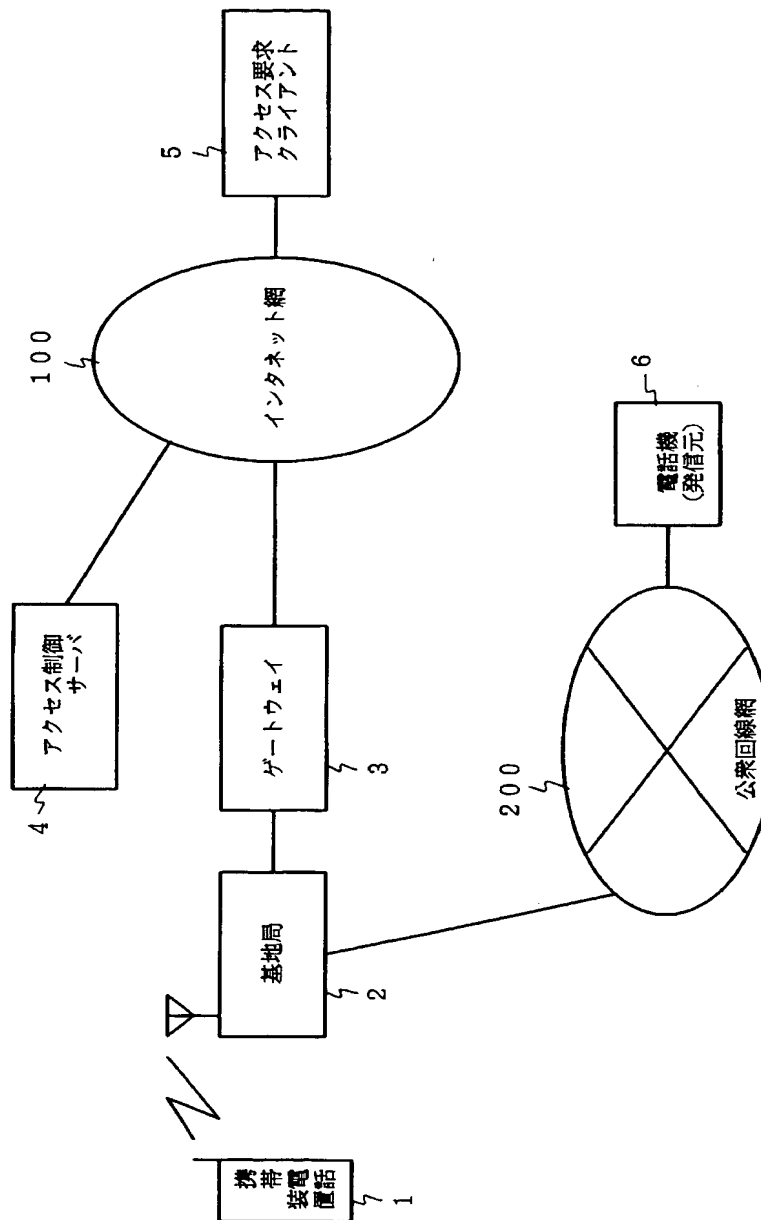 アクセス制御
サーバ
4
100
インタネット網
5
アクセス要求
クライアント
携帯
装電
置話
1
基地局
2
ゲートウェイ
3
200
公衆回線網
6
電話機
(発信元)